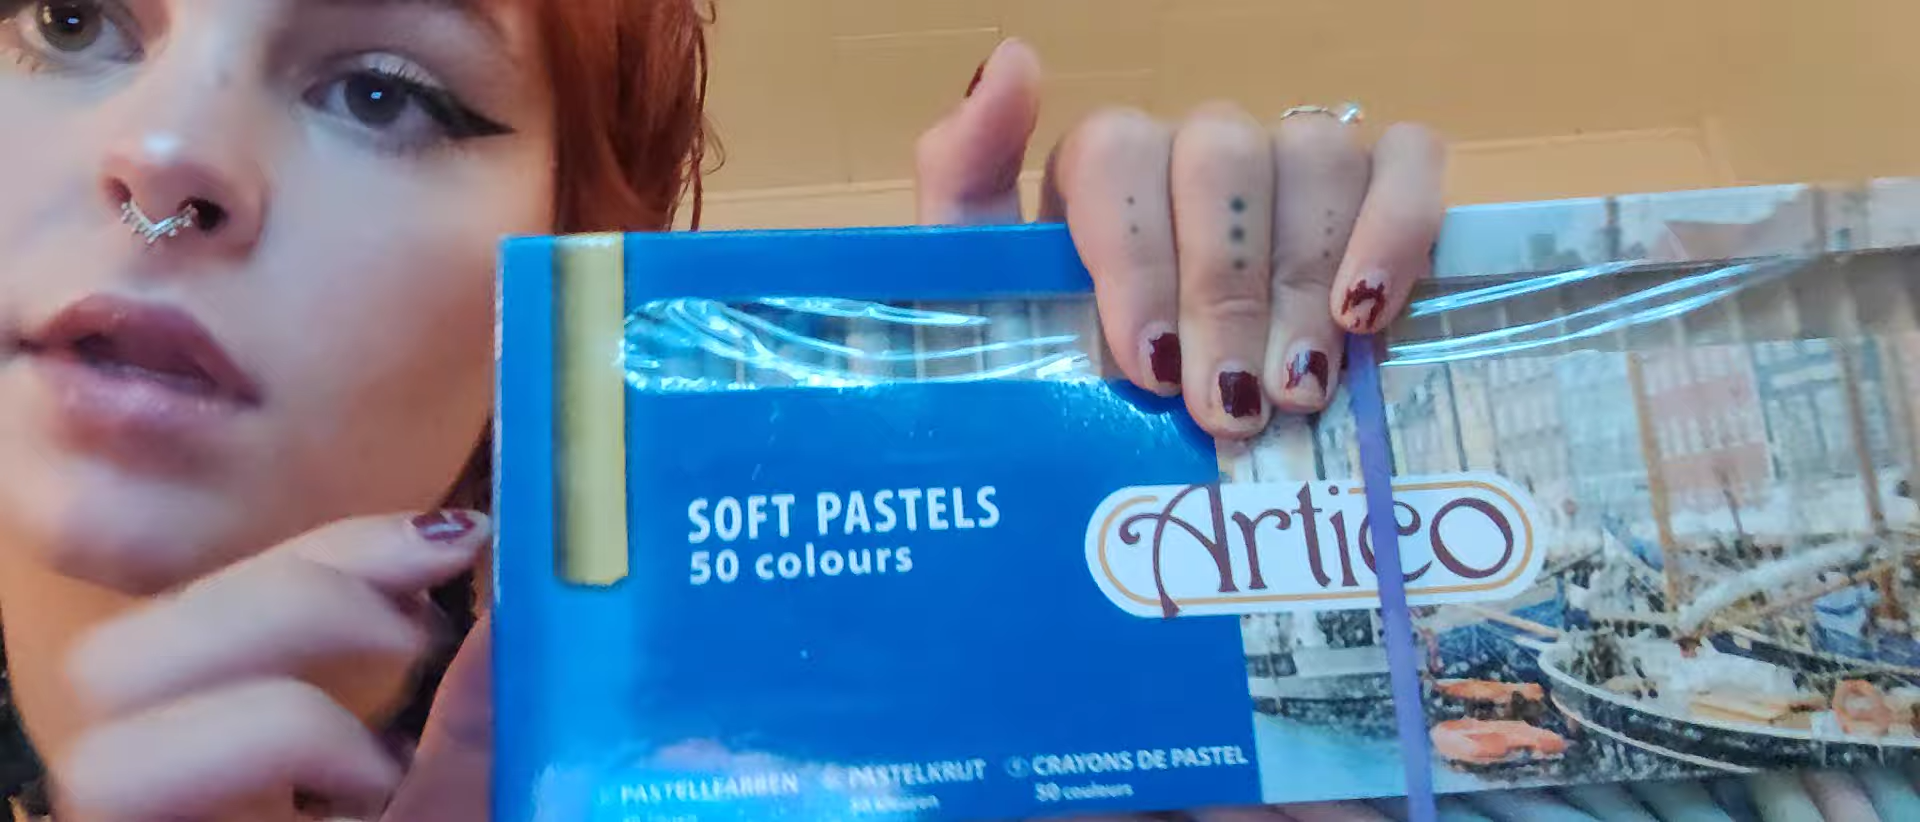 SOFT PASTELS
50 colours
Artico
PASTELLFARBEN
PASTELKRIJT
CRAYONS DE PASTEL
50 couleurs